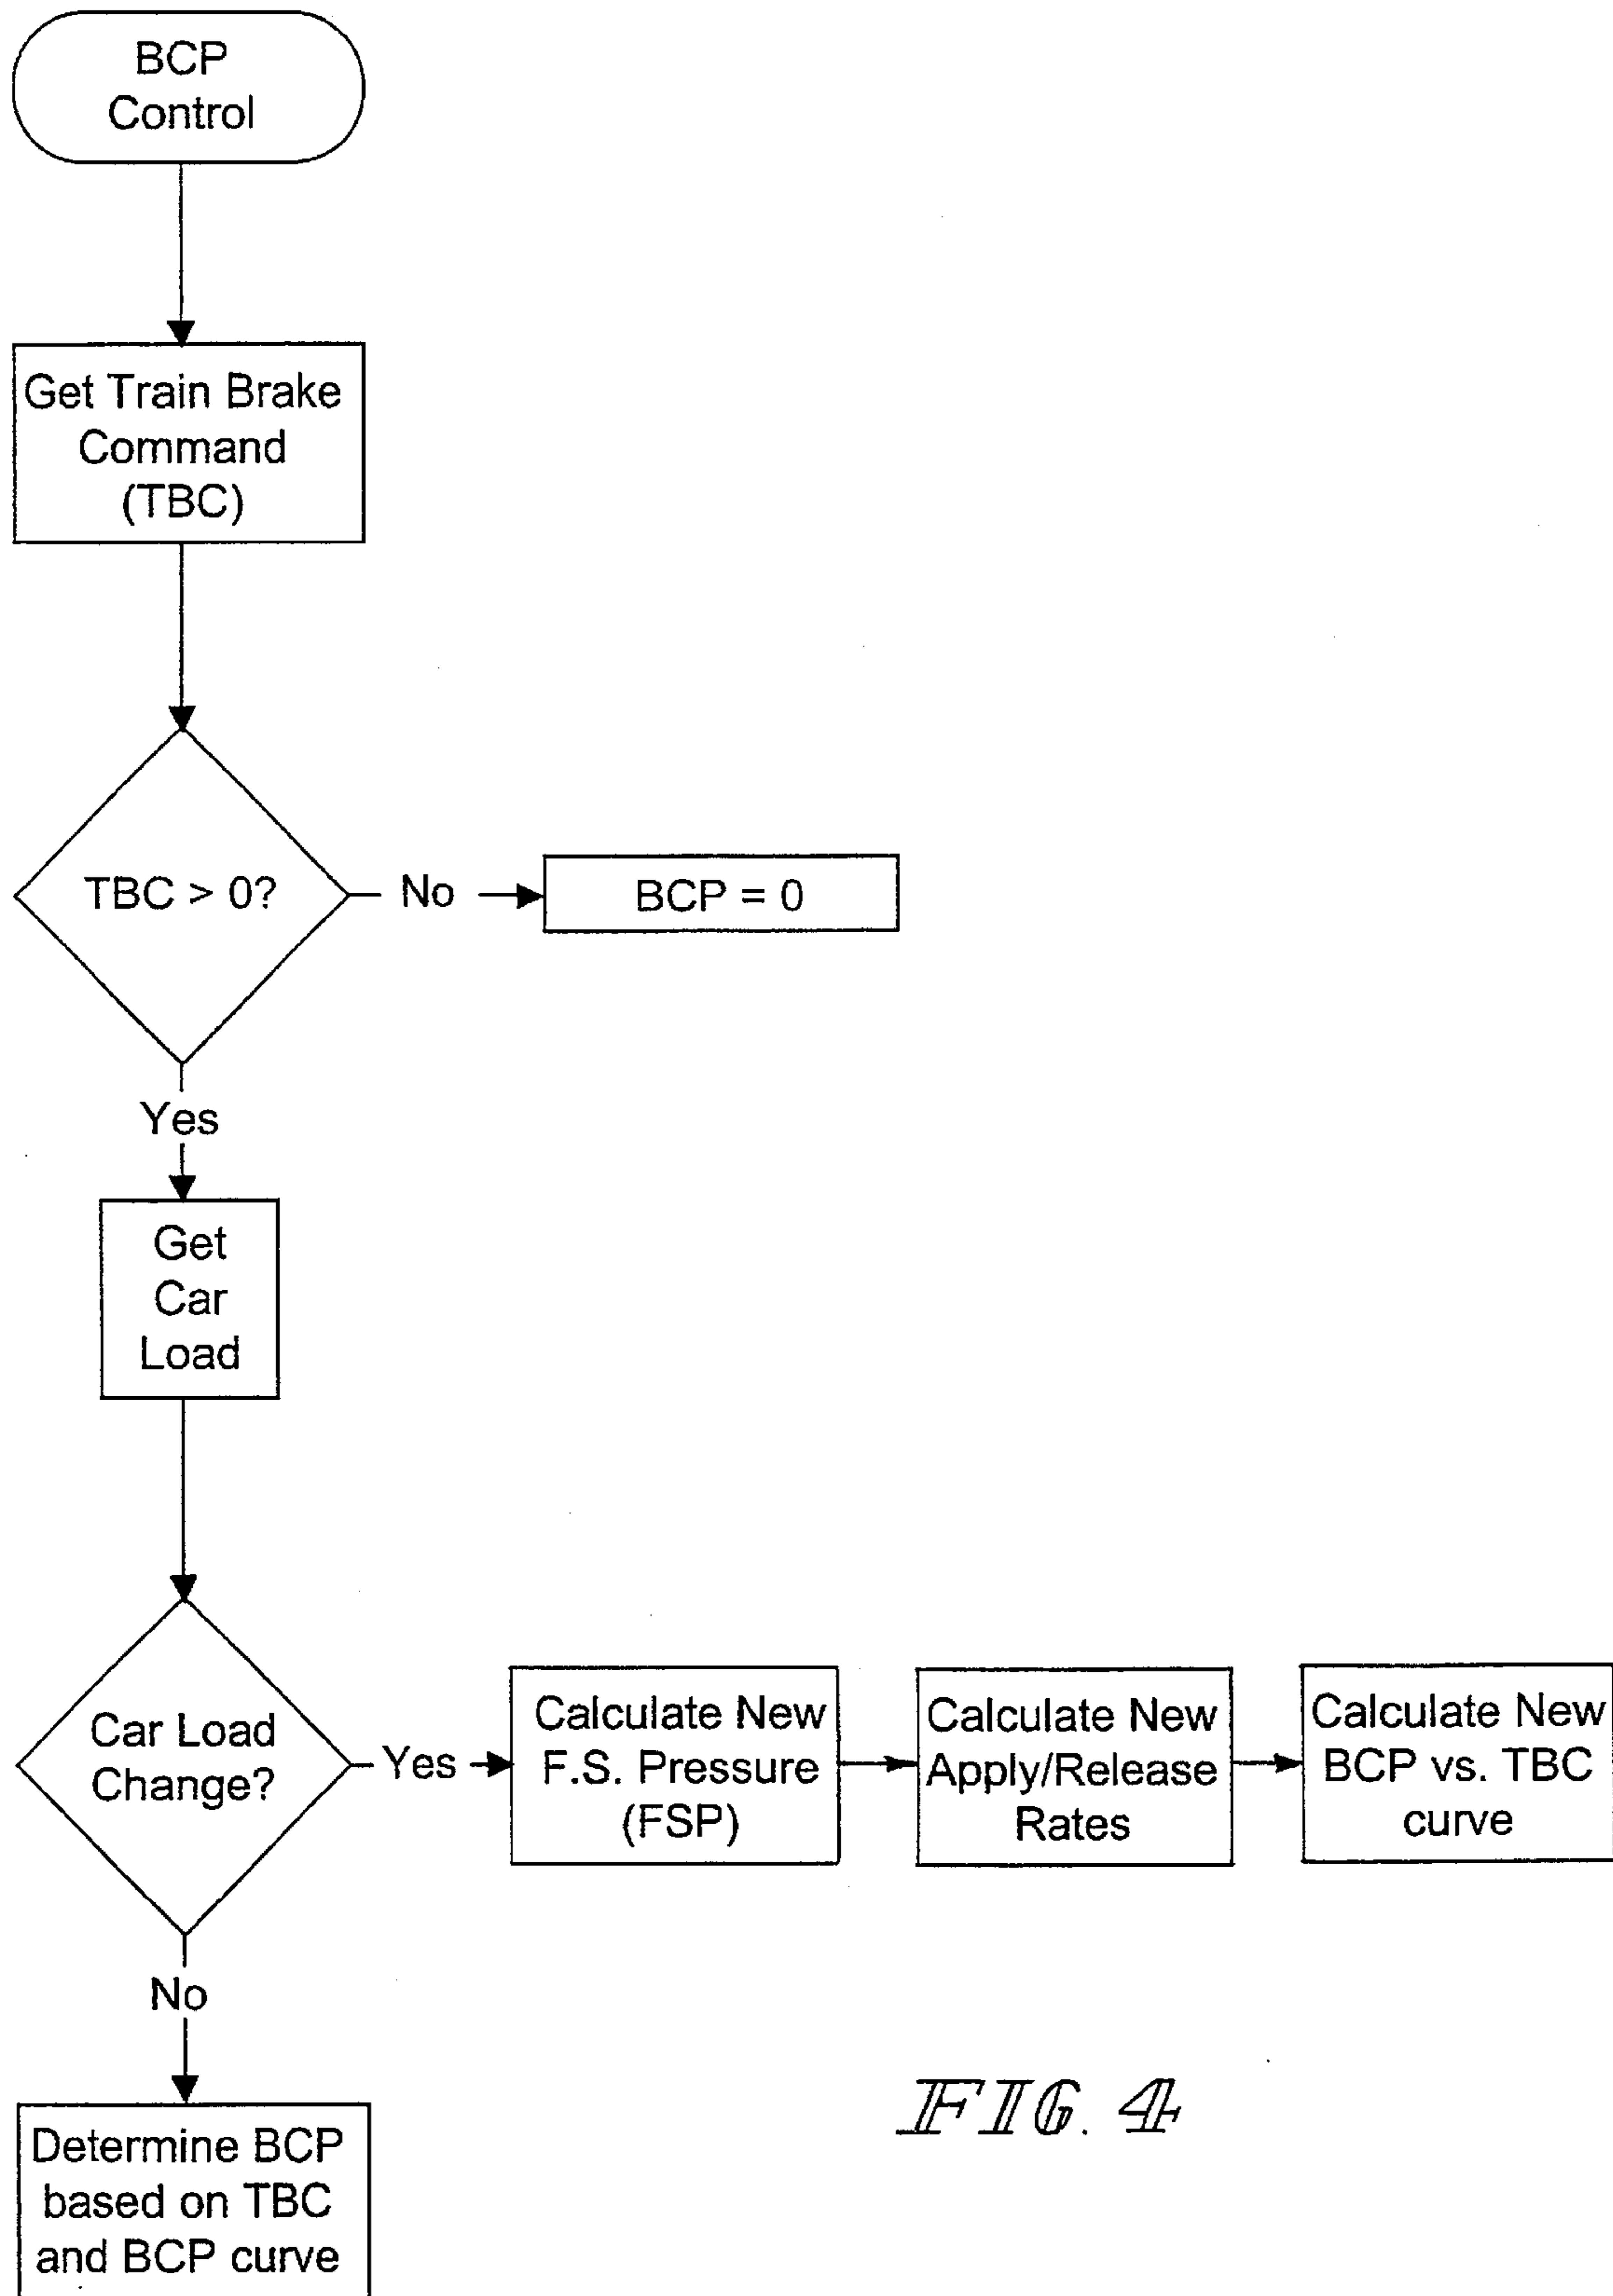 BCP
Control
Get Train Brake
Command
(TBC)
TBC > 0?
No
BCP = 0
Yes
Get
Car
Load
Car Load
Change?
Yes
Calculate New
F.S. Pressure
(FSP)
Calculate New
Apply/Release
Rates
Calculate New
BCP vs. TBC
curve
No
Determine BCP
based on TBC
and BCP curve
FIG. 4